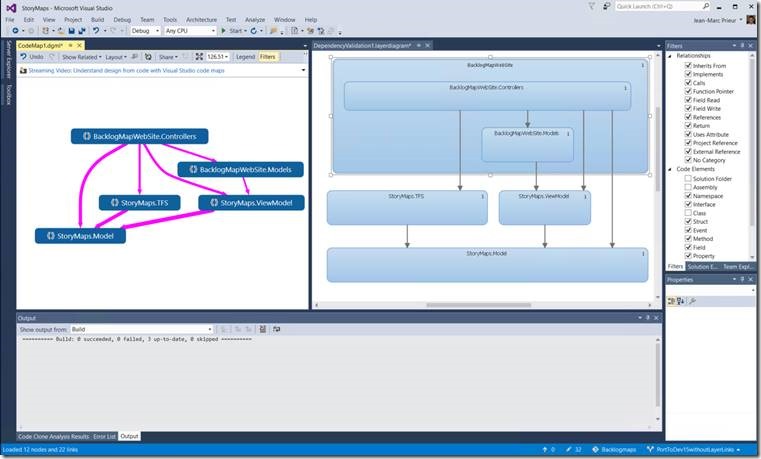 StoryMaps - Microsoft Visual Studio
Quick Launch (Ctrl+Q)
File Edit View Project Build Debug Team Tools Architecture Test Analyze Window Help
Jean-Marc Prieur
Debug Any CPU Start
Server Explorer
Toolbox
CodeMap1.dgml*
Undo Show Related Layout Share 126.51 Legend Filters
Streaming Video: Understand design from code with Visual Studio code maps
BacklogMapWebSite.Controllers
BacklogMapWebSite.Models
StoryMaps.TFS
StoryMaps.ViewModel
StoryMaps.Model
DependencyValidation1.layerdiagram*
BacklogMapWebSite 1
BacklogMapWebSite.Controllers 1
BacklogMapWebSite.Models 1
StoryMaps.TFS 1
StoryMaps.ViewModel 1
StoryMaps.Model 1
Filters
Relationships
Inherits From
Implements
Calls
Function Pointer
Field Read
Field Write
References
Return
Uses Attribute
Project Reference
External Reference
No Category
Code Elements
Solution Folder
Assembly
Namespace
Interface
Class
Struct
Event
Method
Field
Property
Filters Solution E... Team Expl...
Properties
Output
Show output from: Build
========== Build: 0 succeeded, 0 failed, 3 up-to-date, 0 skipped ==========
Code Clone Analysis Results Error List Output
Loaded 12 nodes and 22 links
0 32 Backlogmaps PortToDev15withoutLayerLinks